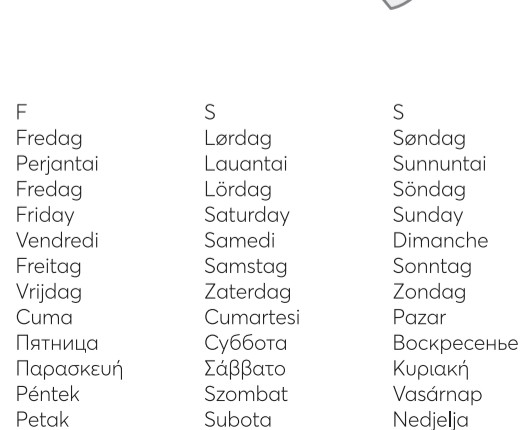 F S S
Fredag Lørdag Søndag
Perjantai Lauantai Sunnuntai
Fredag Lördag Söndag
Friday Saturday Sunday
Vendredi Samedi Dimanche
Freitag Samstag Sonntag
Vrijdag Zaterdag Zondag
Cuma Cumartesi Pazar
Пятница Суббота Воскресенье
Παρασκευή Σάββατο Κυριακή
Péntek Szombat Vasárnap
Petak Subota Nedjelja